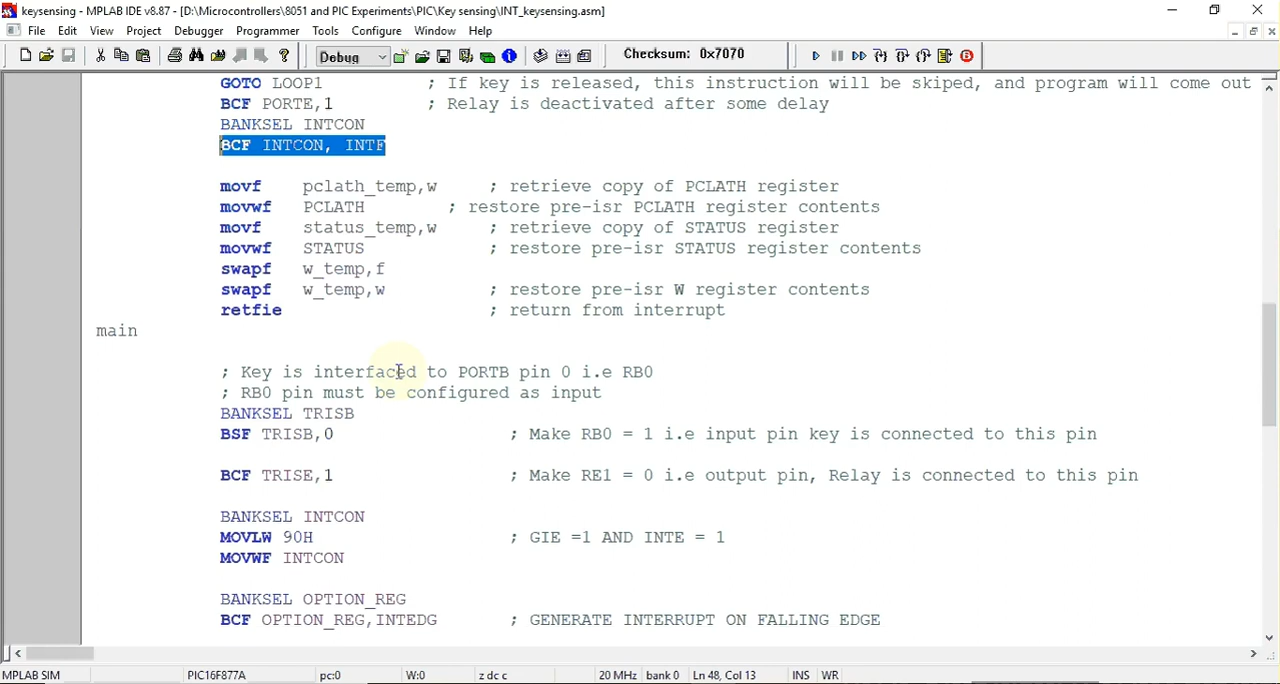 keysensing - MPLAB IDE v8.87 - [D:\Microcontrollers\8051 and PIC Experiments\PIC\Key sensing\INT_keysensing.asm]
File Edit View Project Debugger Programmer Tools Configure Window Help
Debug Checksum: 0x7070
GOTO LOOP1 ; If key is released, this instruction will be skiped, and program will come out
BCF PORTE,1 ; Relay is deactivated after some delay
BANKSEL INTCON
BCF INTCON, INTF
movf pclath_temp,w ; retrieve copy of PCLATH register
movwf PCLATH ; restore pre-isr PCLATH register contents
movf status_temp,w ; retrieve copy of STATUS register
movwf STATUS ; restore pre-isr STATUS register contents
swapf w_temp,f
swapf w_temp,w ; restore pre-isr W register contents
retfie ; return from interrupt
main
; Key is interfaced to PORTB pin 0 i.e RB0
; RB0 pin must be configured as input
BANKSEL TRISB
BSF TRISB,0 ; Make RB0 = 1 i.e input pin key is connected to this pin
BCF TRISE,1 ; Make RE1 = 0 i.e output pin, Relay is connected to this pin
BANKSEL INTCON
MOVLW 90H ; GIE =1 AND INTE = 1
MOVWF INTCON
BANKSEL OPTION_REG
BCF OPTION_REG,INTEDG ; GENERATE INTERRUPT ON FALLING EDGE
MPLAB SIM PIC16F877A pc:0 W:0 z dc c 20 MHz bank 0 Ln 48, Col 13 INS WR